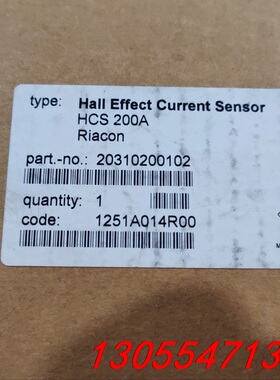 type: Hall Effect Current Sensor
HCS 200A
Riacon
part.-no.: 20310200102
quantity: 1
code: 1251A014R00
130554713